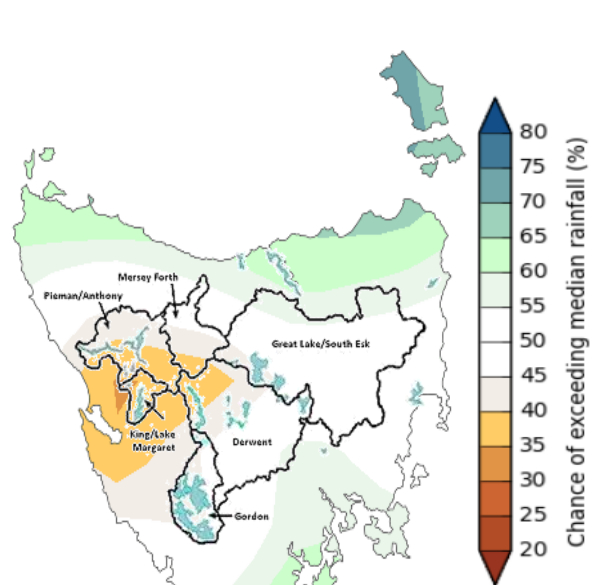 80
75
70
65
60
55
50
45
40
35
30
25
20
Chance of exceeding median rainfall (%)
Mersey Forth
Pieman/Anthony
Great Lake/South Esk
King/Lake
Margaret
Derwent
Gordon